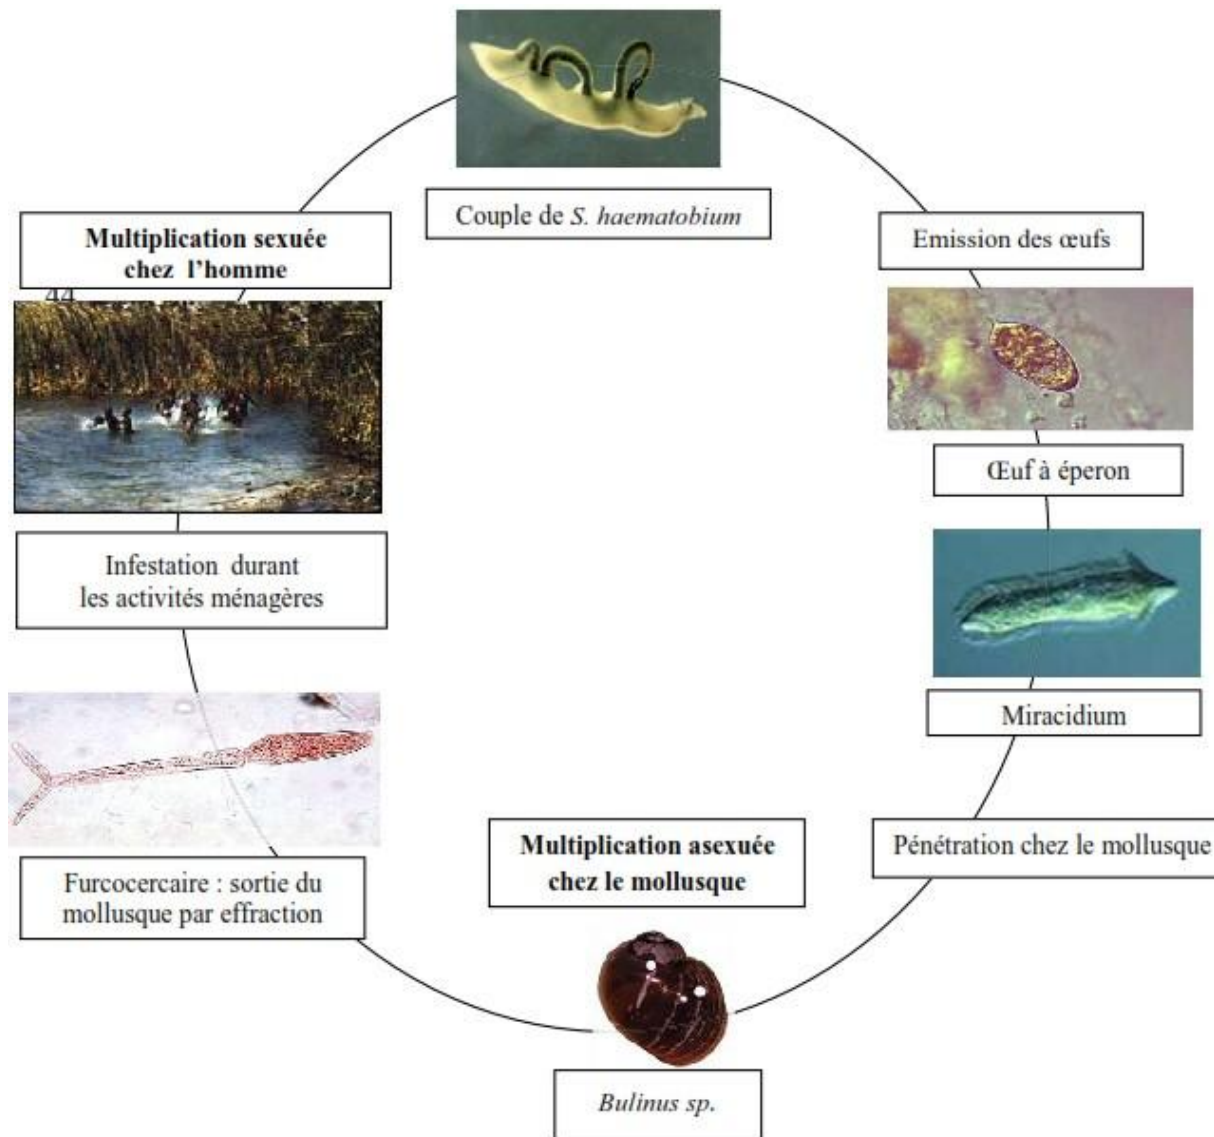 Couple de S. haematobium
Multiplication sexuée
chez l'homme
44
Emission des œufs
Œuf à éperon
Infestation durant
les activités ménagères
Miracidium
Multiplication asexuée
chez le mollusque
Pénétration chez le mollusque
Furcocercaire : sortie du
mollusque par effraction
Bulinus sp.